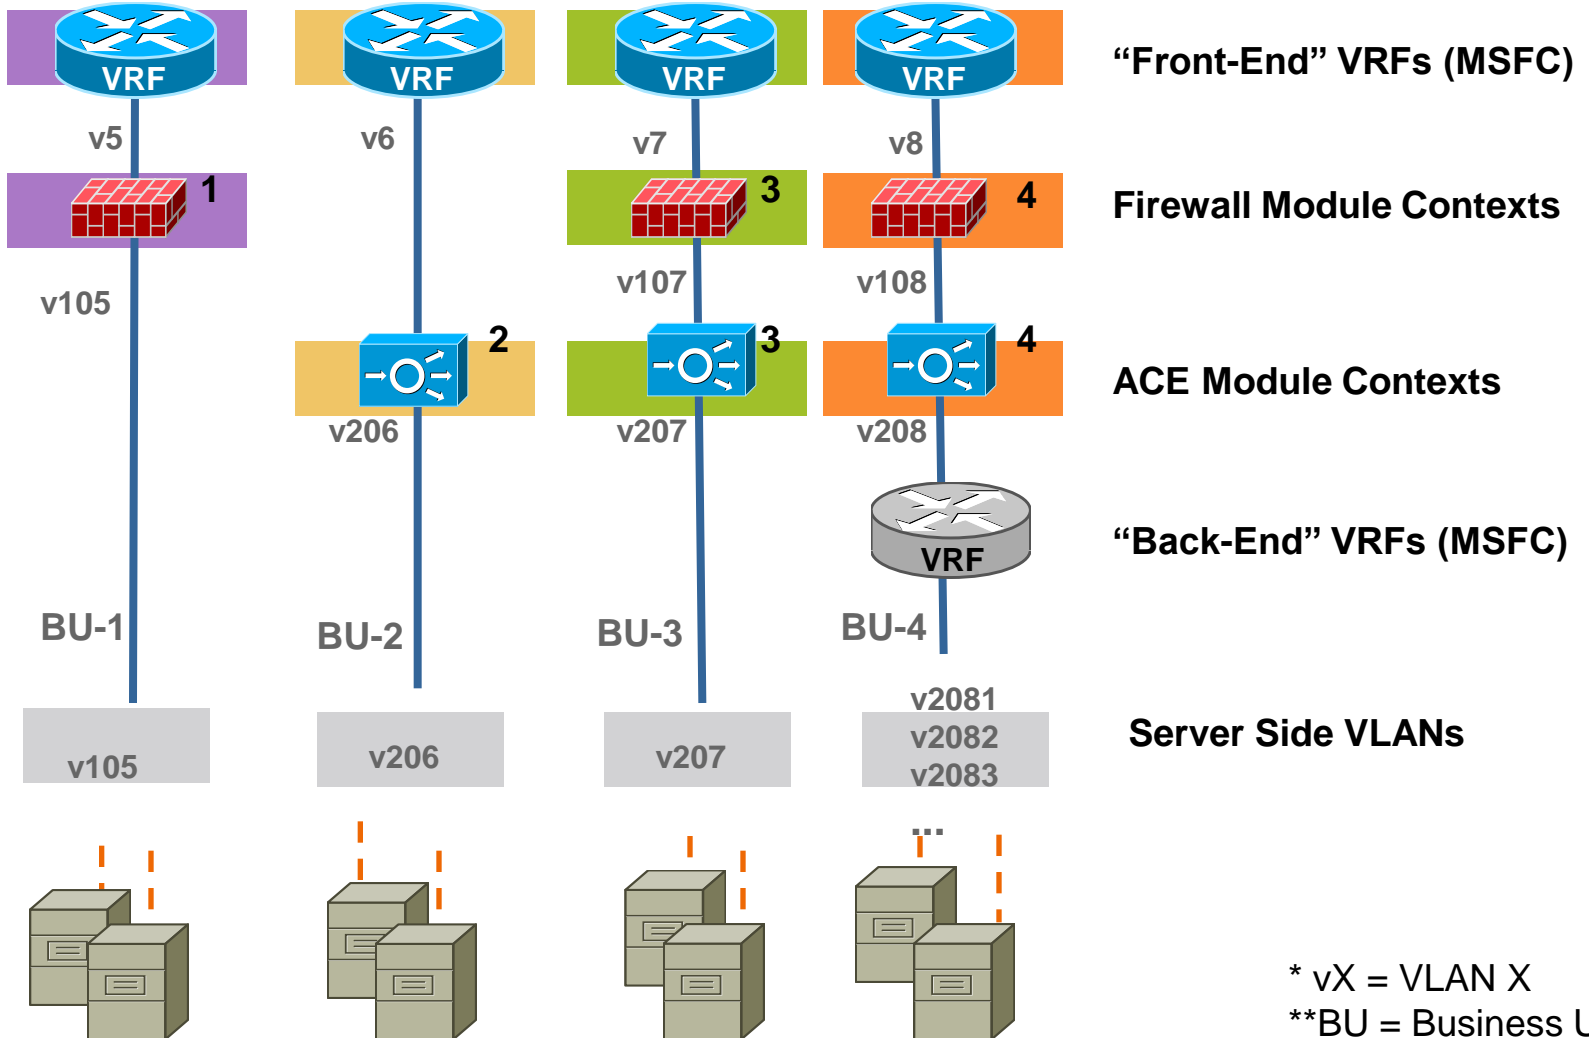 VRF VRF VRF VRF “Front-End” VRFs (MSFC)
v5 v6 v7 v8
1 3 4 Firewall Module Contexts
v105 v107 v108
2 3 4 ACE Module Contexts
v206 v207 v208
VRF “Back-End” VRFs (MSFC)
BU-1 BU-2 BU-3 BU-4
v105 v206 v207 v2081 Server Side VLANs
v2082
v2083
...
* vX = VLAN X
**BU = Business U